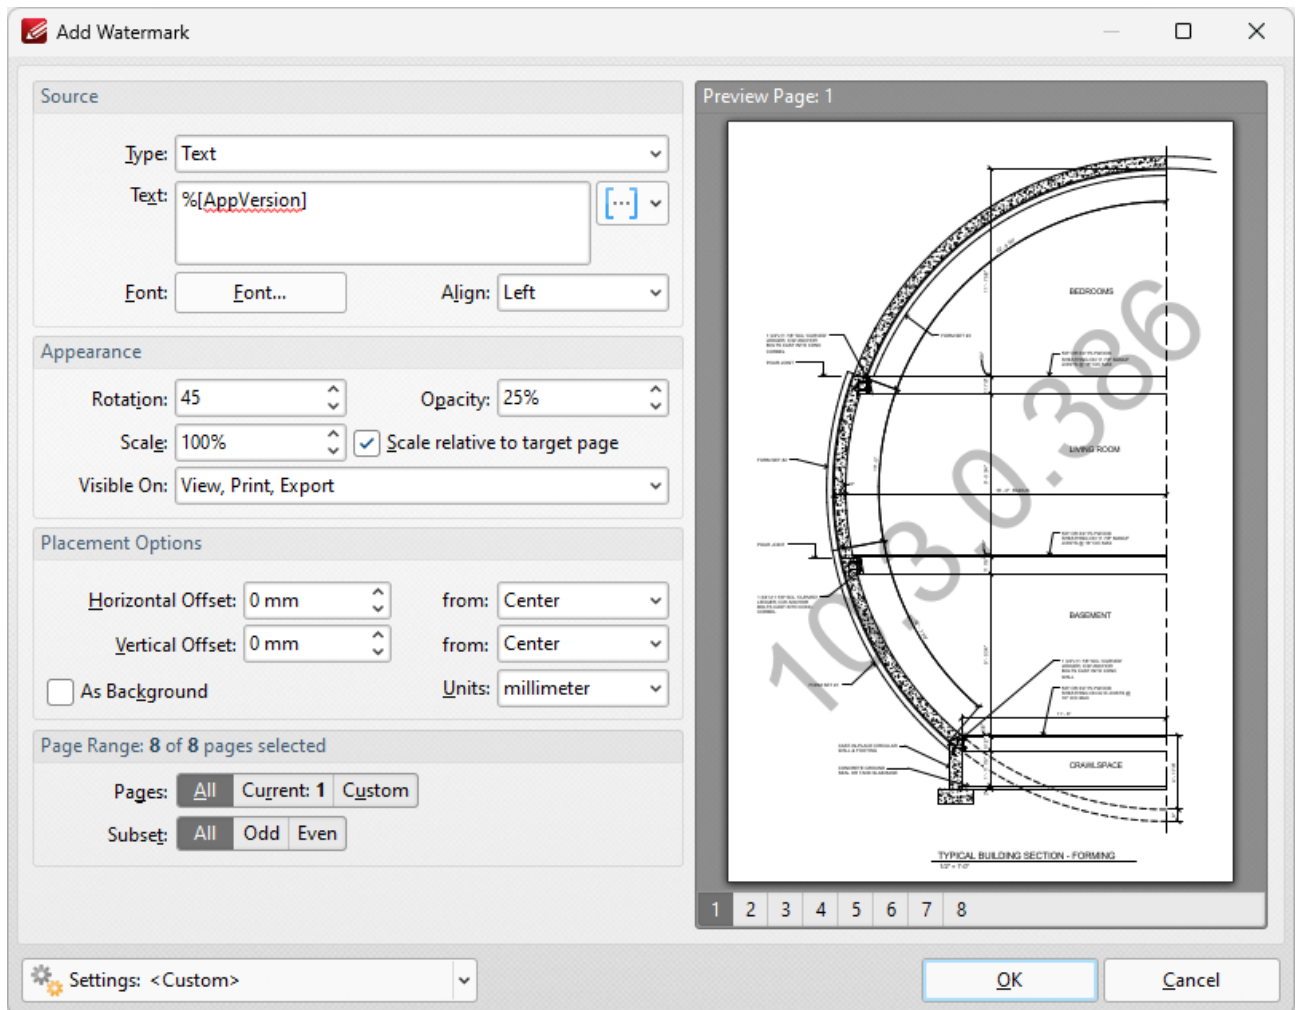 Add Watermark
Source
Type: Text
Text: %[AppVersion]
Font: Font... Align: Left
Appearance
Rotation: 45 Opacity: 25%
Scale: 100% Scale relative to target page
Visible On: View, Print, Export
Placement Options
Horizontal Offset: 0 mm from: Center
Vertical Offset: 0 mm from: Center
As Background Units: millimeter
Page Range: 8 of 8 pages selected
Pages: All Current: 1 Custom
Subset: All Odd Even
Preview Page: 1
BEDROOMS
LIVING ROOM
BASEMENT
CRAWLSPACE
10.3.0.386
TYPICAL BUILDING SECTION - FORMING
1 2 3 4 5 6 7 8
Settings: <Custom>
OK Cancel